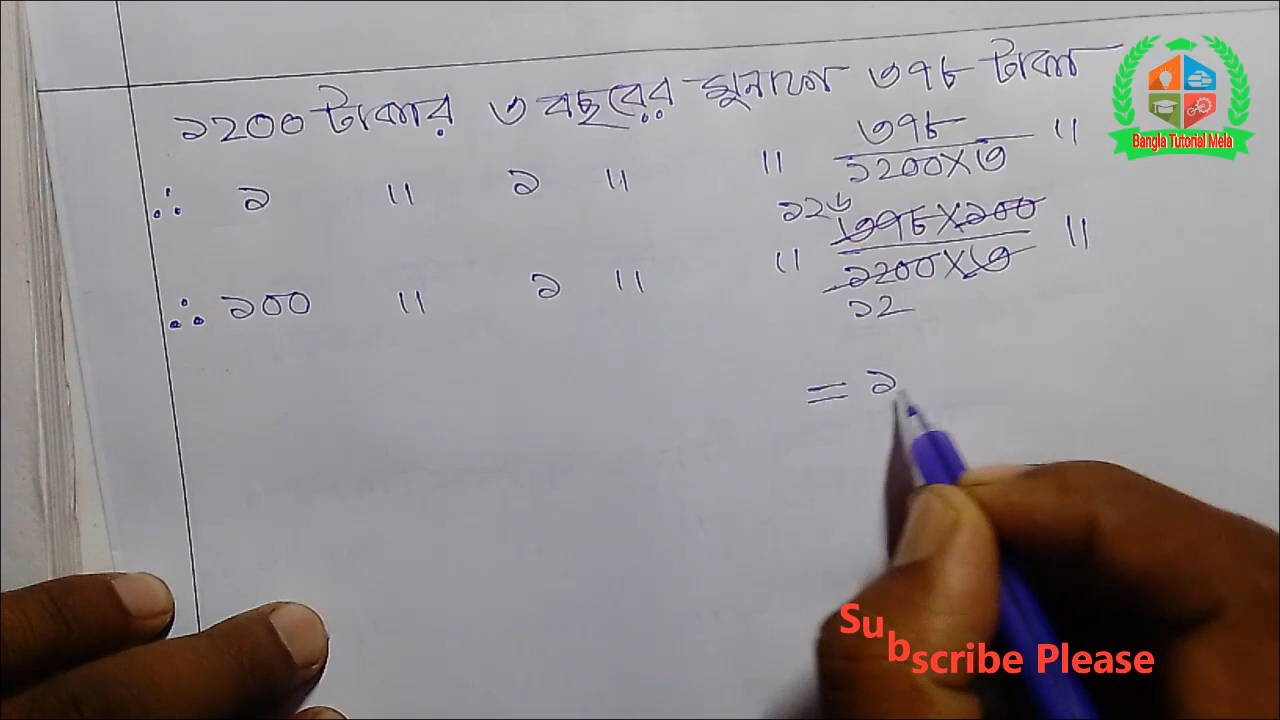 ১২০০ টাকার ৩ বছরের মুনাফা ৩৭৮ টাকা
∴ ১ " ১ " " ৩৭৮/১২০০×৩ "
১২৬
∴ ১০০ " ১ " " ৩৭৮×১০০/১২০০×৩ "
১২
= ১
Bangla Tutorial Mela
Subscribe Please